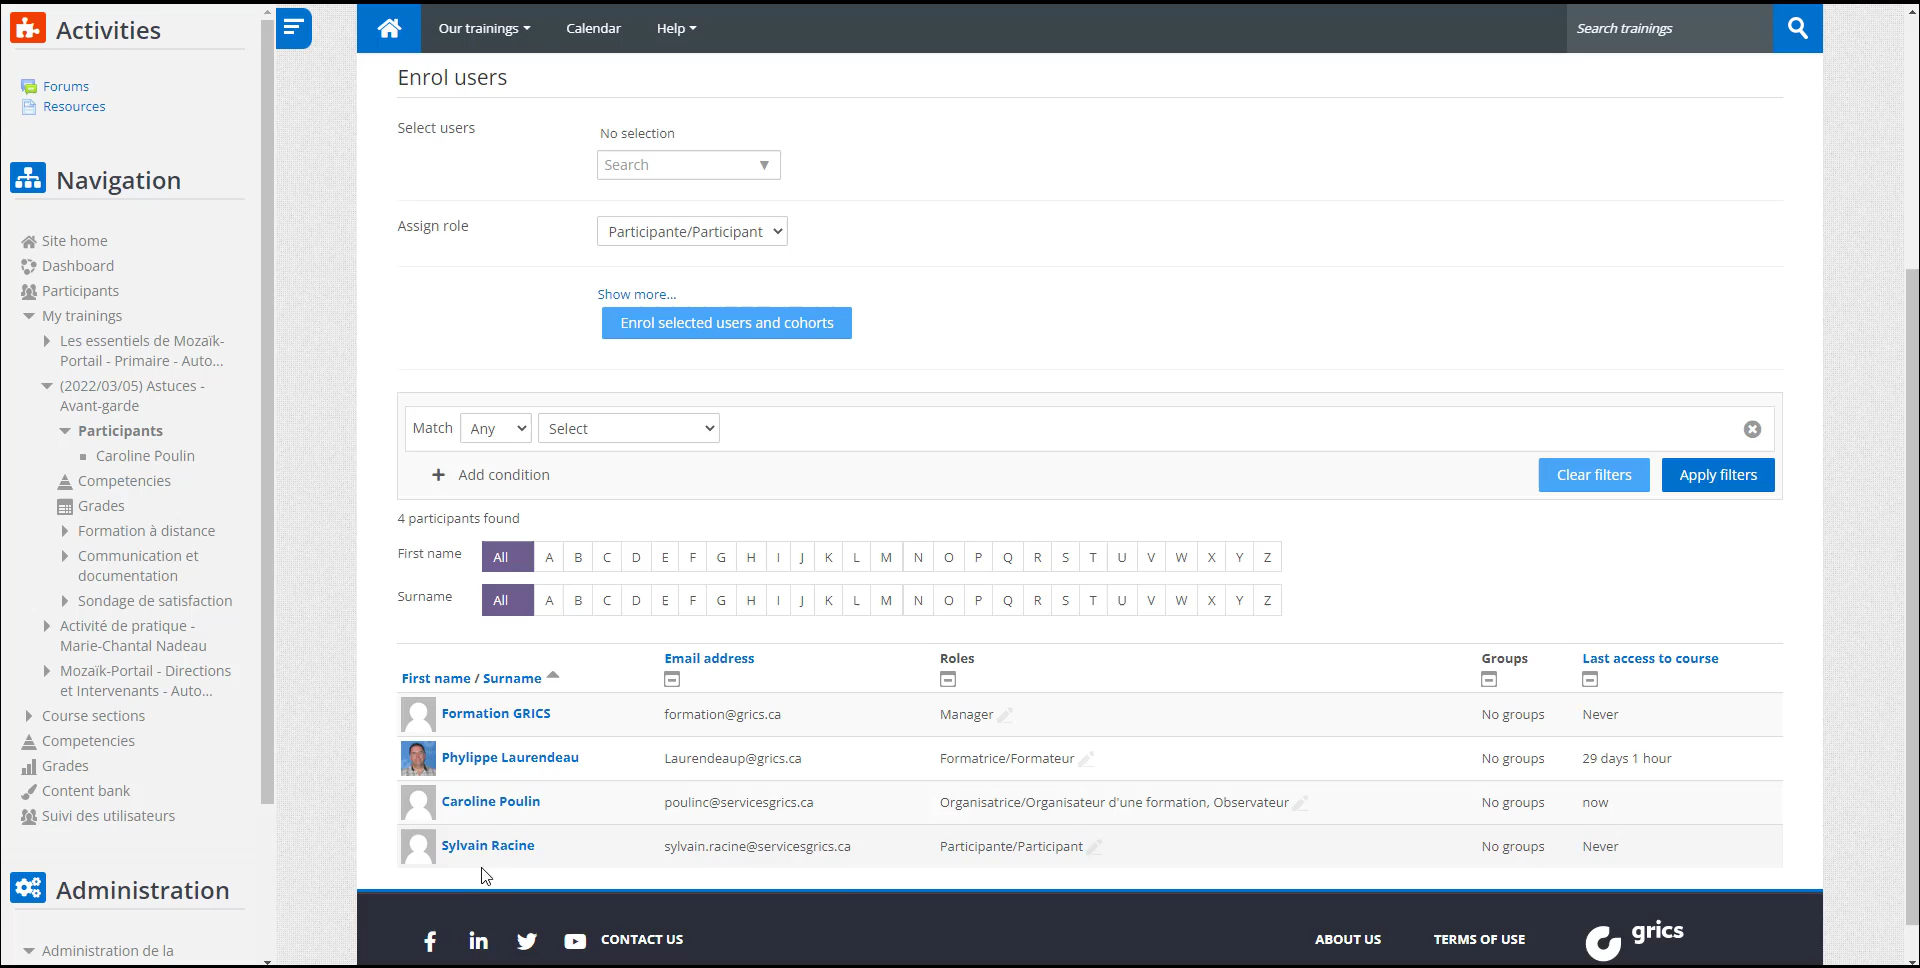 Activities
Forums
Resources
Navigation
Site home
Dashboard
Participants
My trainings
Les essentiels de Mozaïk-
Portail - Primaire - Auto...
(2022/03/05) Astuces -
Avant-garde
Participants
Caroline Poulin
Competencies
Grades
Formation à distance
Communication et
documentation
Sondage de satisfaction
Activité de pratique -
Marie-Chantal Nadeau
Mozaïk-Portail - Directions
et Intervenants - Auto...
Course sections
Competencies
Grades
Content bank
Suivi des utilisateurs
Administration
Administration de la
Our trainings Calendar Help Search trainings
Enrol users
Select users No selection
Search
Assign role Participante/Participant
Show more...
Enrol selected users and cohorts
Match Any Select
Add condition Clear filters Apply filters
4 participants found
First name All A B C D E F G H I J K L M N O P Q R S T U V W X Y Z
Surname All A B C D E F G H I J K L M N O P Q R S T U V W X Y Z
First name / Surname Email address Roles Groups Last access to course
Formation GRICS formation@grics.ca Manager No groups Never
Phylippe Laurendeau Laurendeaup@grics.ca Formatrice/Formateur No groups 29 days 1 hour
Caroline Poulin poulinc@servicesgrics.ca Organisatrice/Organisateur d'une formation, Observateur No groups now
Sylvain Racine sylvain.racine@servicesgrics.ca Participante/Participant No groups Never
CONTACT US ABOUT US TERMS OF USE grics